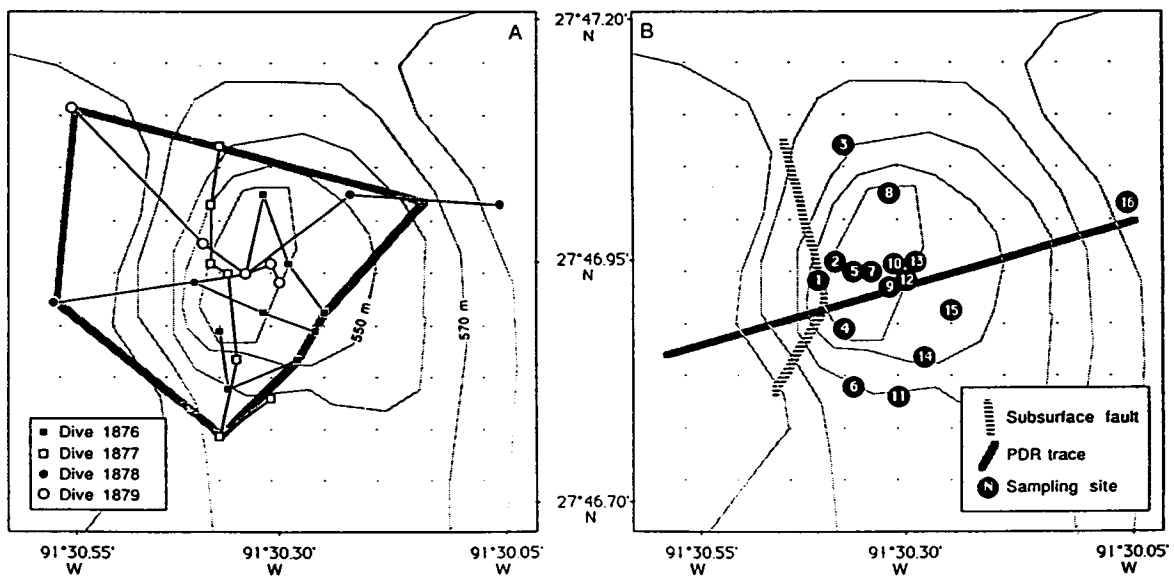 A
550 m
570 m
Dive 1876
Dive 1877
Dive 1878
Dive 1879
91°30.55'
W
91°30.30'
W
91°30.05'
W
27°47.20'
N
27°46.95'
N
27°46.70'
N
B
3
8
16
2
5
7
10
13
1
12
9
15
4
14
6
11
Subsurface fault
PDR trace
N Sampling site
91°30.55'
W
91°30.30'
W
91°30.05'
W